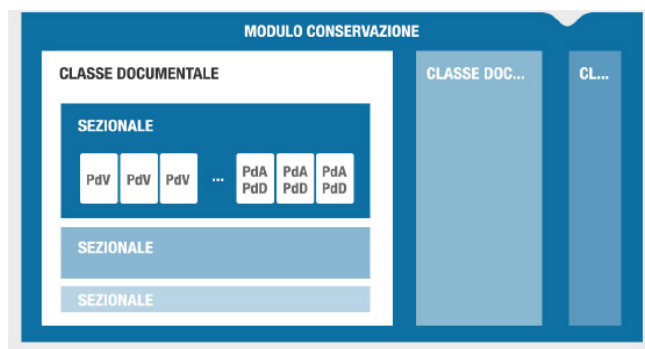 MODULO CONSERVAZIONE
CLASSE DOCUMENTALE
CLASSE DOC...
CL...
SEZIONALE
PdV PdV PdV ... PdA PdA PdA
PdD PdD PdD
SEZIONALE
SEZIONALE